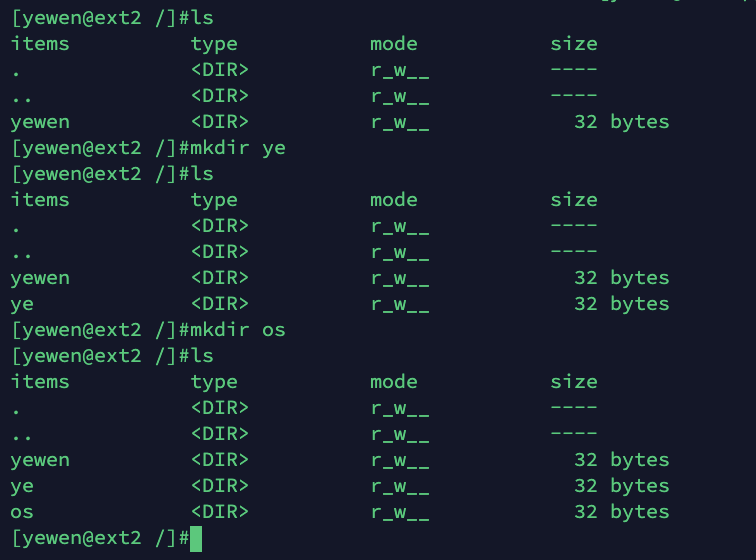 [yewen@ext2 /]#ls
items type mode size
. <DIR> r_w__ ----
.. <DIR> r_w__ ----
yewen <DIR> r_w__ 32 bytes
[yewen@ext2 /]#mkdir ye
[yewen@ext2 /]#ls
items type mode size
. <DIR> r_w__ ----
.. <DIR> r_w__ ----
yewen <DIR> r_w__ 32 bytes
ye <DIR> r_w__ 32 bytes
[yewen@ext2 /]#mkdir os
[yewen@ext2 /]#ls
items type mode size
. <DIR> r_w__ ----
.. <DIR> r_w__ ----
yewen <DIR> r_w__ 32 bytes
ye <DIR> r_w__ 32 bytes
os <DIR> r_w__ 32 bytes
[yewen@ext2 /]#